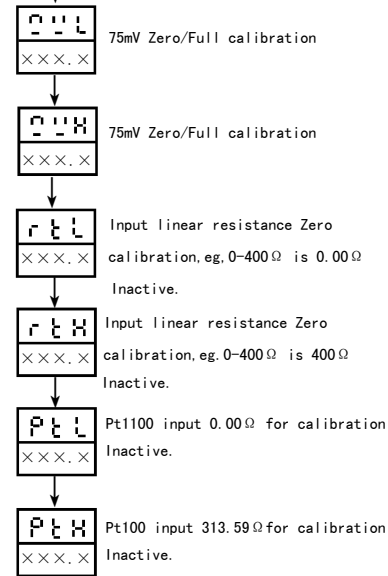 75mV Zero/Full calibration
×××.×
75mV Zero/Full calibration
×××.×
rtL
Input linear resistance Zero
×××.×
calibration,eg,0-400Ω is 0.00Ω
Inactive.
rtH
Input linear resistance Zero
×××.×
calibration,eg.0-400Ω is 400Ω
Inactive.
PtL
Pt1100 input 0.00Ω for calibration
×××.×
Inactive.
PtH
Pt100 input 313.59Ωfor calibration
×××.×
Inactive.